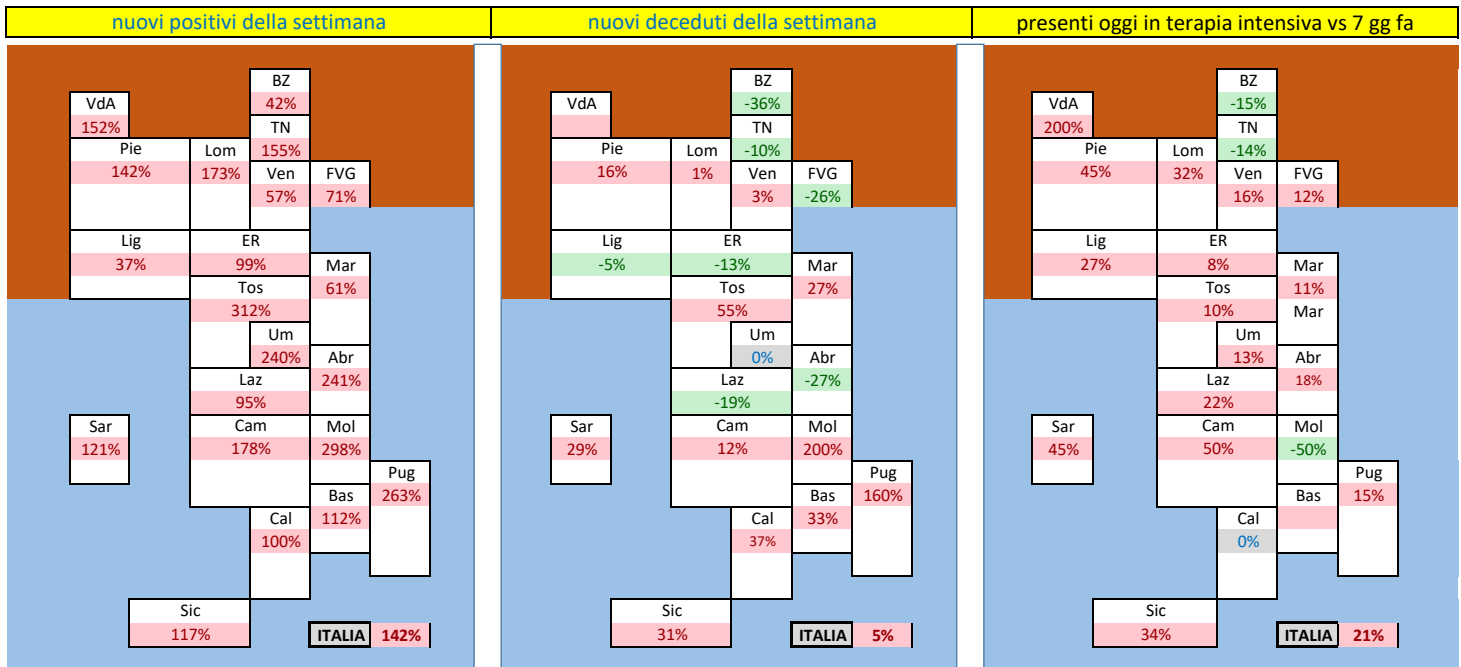 nuovi positivi della settimana
BZ
42%
VdA
152%
TN
155%
Pie
142%
Lom
173%
Ven
57%
FVG
71%
Lig
37%
ER
99%
Mar
61%
Tos
312%
Um
240%
Abr
241%
Laz
95%
Sar
121%
Cam
178%
Mol
298%
Pug
263%
Bas
112%
Cal
100%
Sic
117%
ITALIA 142%
nuovi deceduti della settimana
BZ
-36%
VdA
TN
-10%
Pie
16%
Lom
1%
Ven
3%
FVG
-26%
Lig
-5%
ER
-13%
Mar
27%
Tos
55%
Um
0%
Abr
-27%
Laz
-19%
Sar
29%
Cam
12%
Mol
200%
Pug
160%
Bas
33%
Cal
37%
Sic
31%
ITALIA 5%
presenti oggi in terapia intensiva vs 7 gg fa
BZ
-15%
VdA
200%
TN
-14%
Pie
45%
Lom
32%
Ven
16%
FVG
12%
Lig
27%
ER
8%
Mar
11%
Tos
10%
Mar
Um
13%
Abr
18%
Laz
22%
Sar
45%
Cam
50%
Mol
-50%
Pug
15%
Bas
Cal
0%
Sic
34%
ITALIA 21%